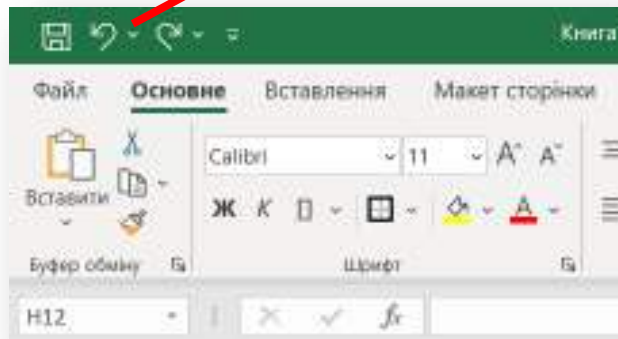 Книга
Файл Основне Вставлення Макет сторінки
Calibri 11 A A
Вставити
Ж К П A
Буфер обміну Шрифт
H12 fx